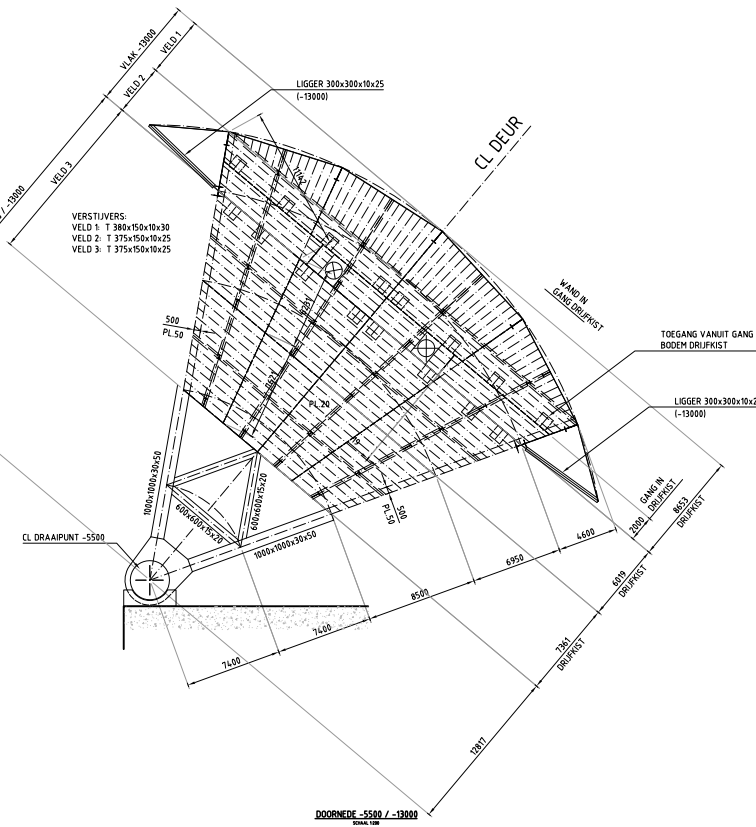 VLAK -13000
VELD 1
VELD 2
VELD 3
/ -13000
LIGGER 300x300x10x25
(-13000)
CL DEUR
VERSTIJVERS:
VELD 1: T 380x150x10x30
VELD 2: T 375x150x10x25
VELD 3: T 375x150x10x25
WAND IN
GANG DRIJFKIST
500
PL.50
TOEGANG VANUIT GANG
BODEM DRIJFKIST
PL.20
LIGGER 300x300x10x2
(-13000)
1000x1000x30x50
600x600x15x20
600x600x15x20
1000x1000x30x50
500
PL.50
CL DRAAIPUNT -5500
2000
GANG IN
DRIJFKIST
8653
DRIJFKIST
4600
6950
8500
7400
7400
6019
DRIJFKIST
7361
DRIJFKIST
12817
DOORNEDE -5500 / -13000
SCHAAL 1:200